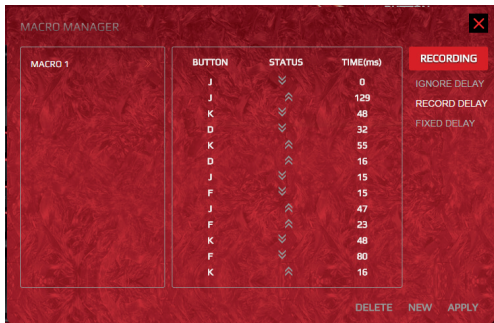 MACRO MANAGER
MACRO 1
BUTTON STATUS TIME(ms)
J 0
J 129
K 48
D 32
K 55
D 16
J 15
F 15
J 47
F 23
K 48
F 80
K 16
RECORDING
IGNORE DELAY
RECORD DELAY
FIXED DELAY
DELETE NEW APPLY